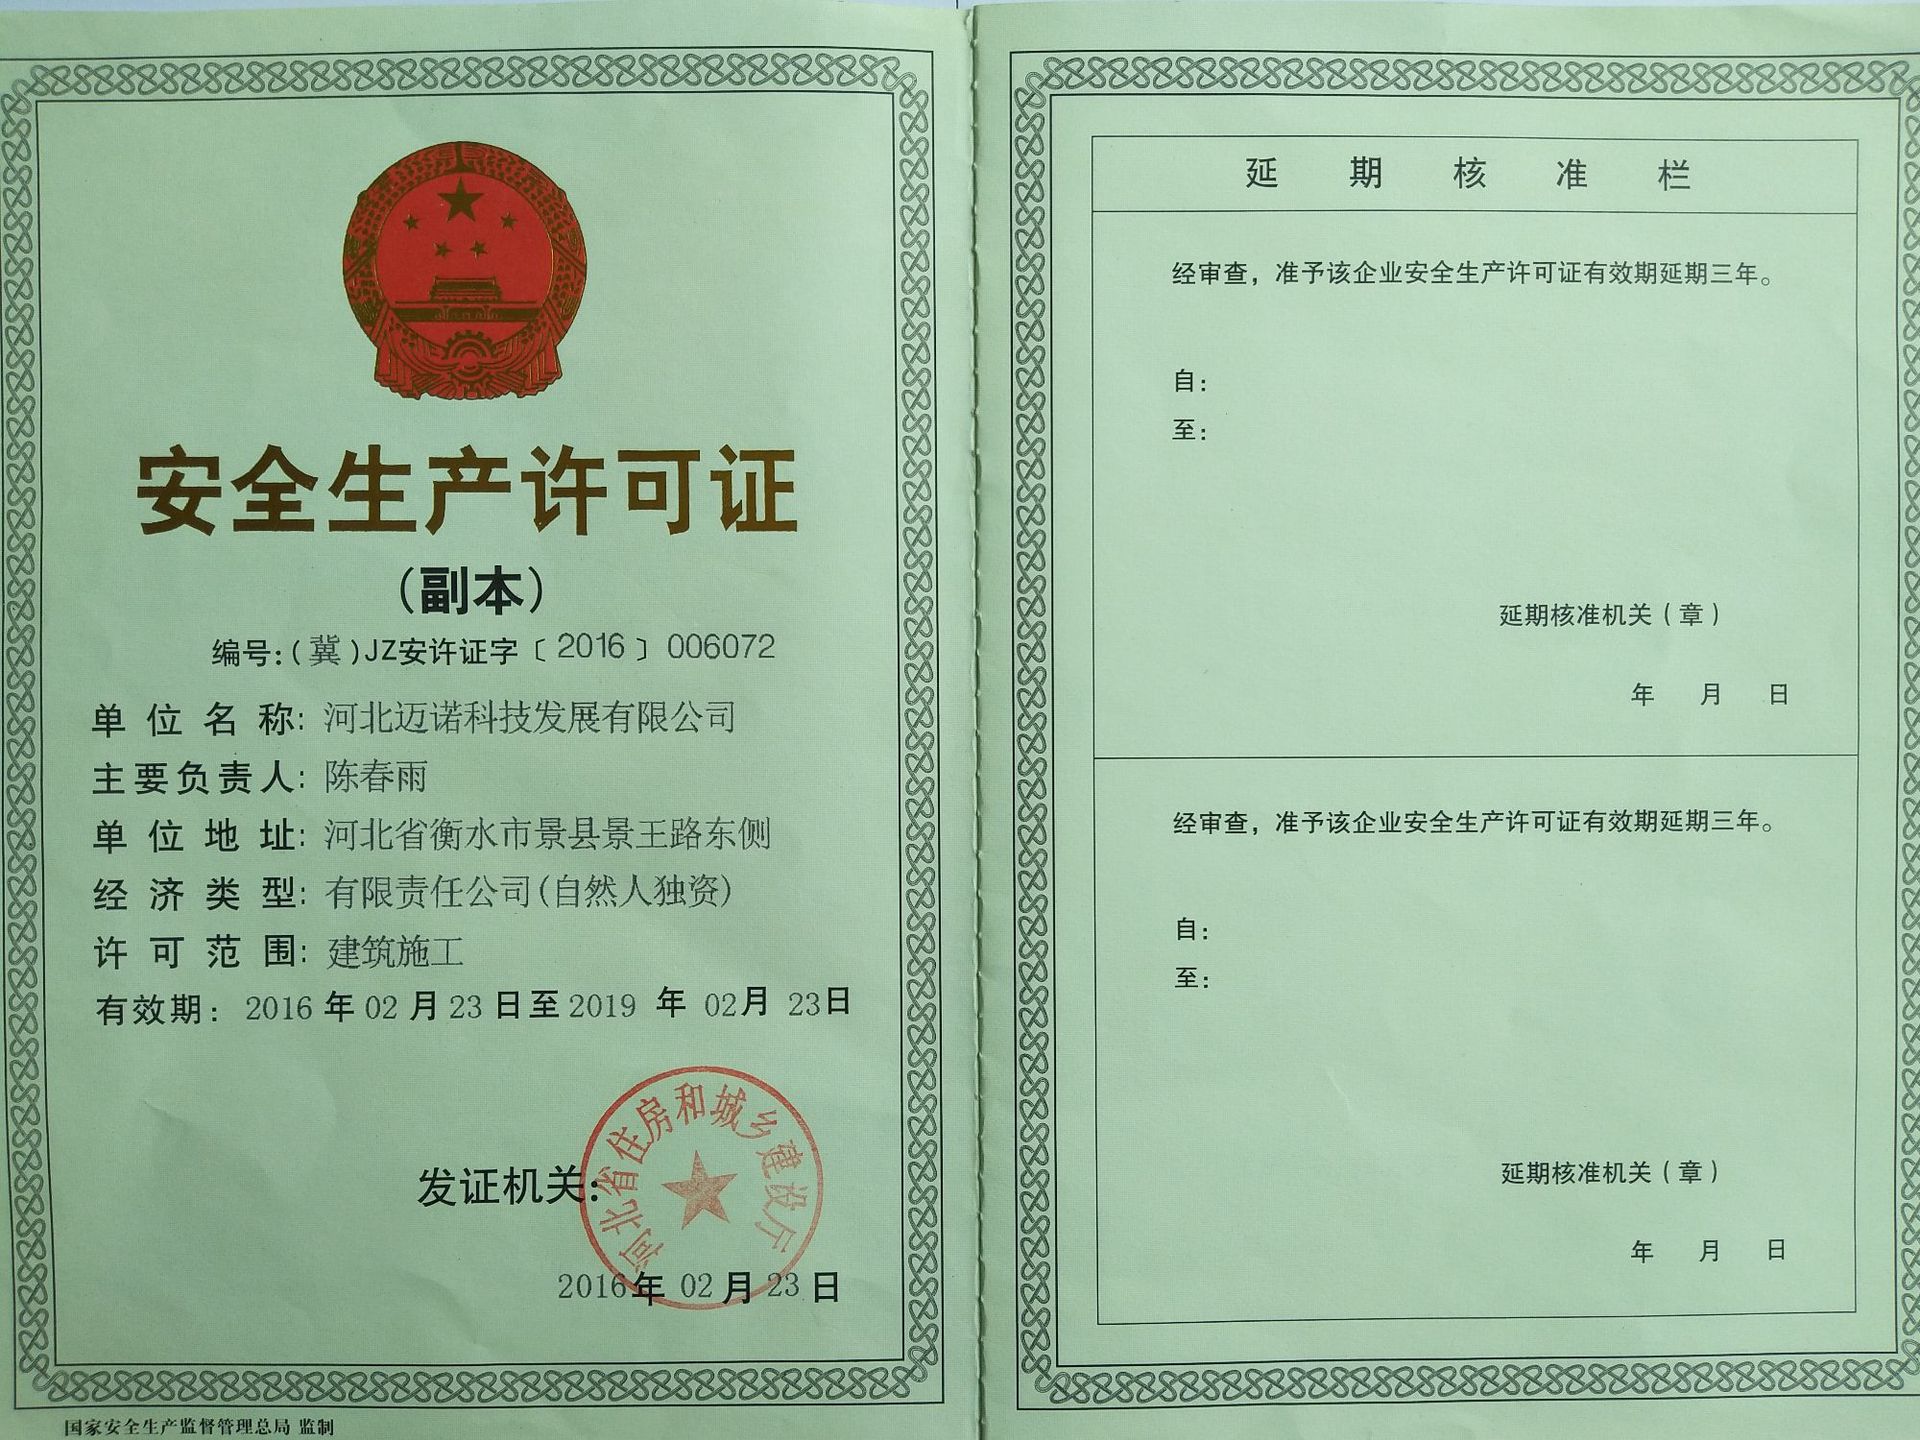 安全生产许可证
(副本)
编号:(冀)JZ安许证字〔2016〕006072
单位名称: 河北迈诺科技发展有限公司
主要负责人: 陈春雨
单位地址: 河北省衡水市景县景王路东侧
经济类型: 有限责任公司(自然人独资)
许可范围: 建筑施工
有效期: 2016年02月23日至2019年02月23日
发证机关:
河北省住房和城乡建设厅
2016年02月23日
国家安全生产监督管理总局 监制
延期核准栏
经审查，准予该企业安全生产许可证有效期延期三年。
自:
至:
延期核准机关(章)
年 月 日
经审查，准予该企业安全生产许可证有效期延期三年。
自:
至:
延期核准机关(章)
年 月 日